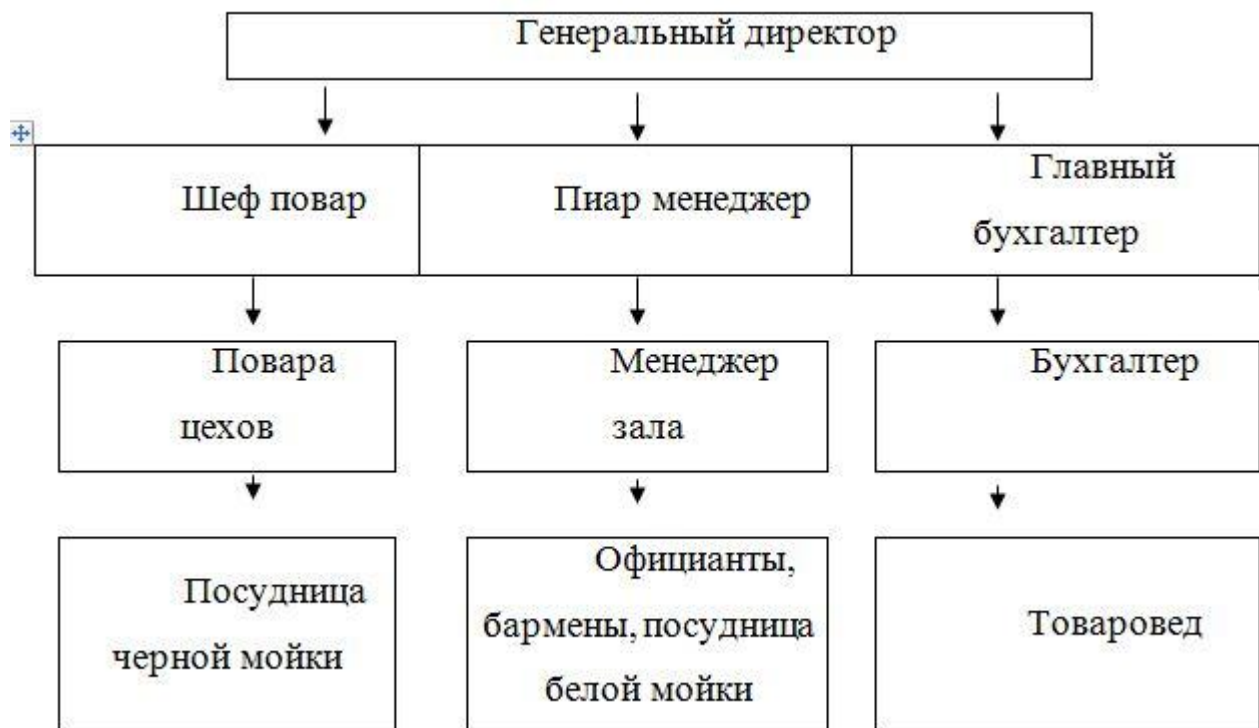 Генеральный директор
Шеф повар
Пиар менеджер
Главный
бухгалтер
Повара
цехов
Менеджер
зала
Бухгалтер
Посудница
черной мойки
Официанты,
бармены, посудница
белой мойки
Товаровед